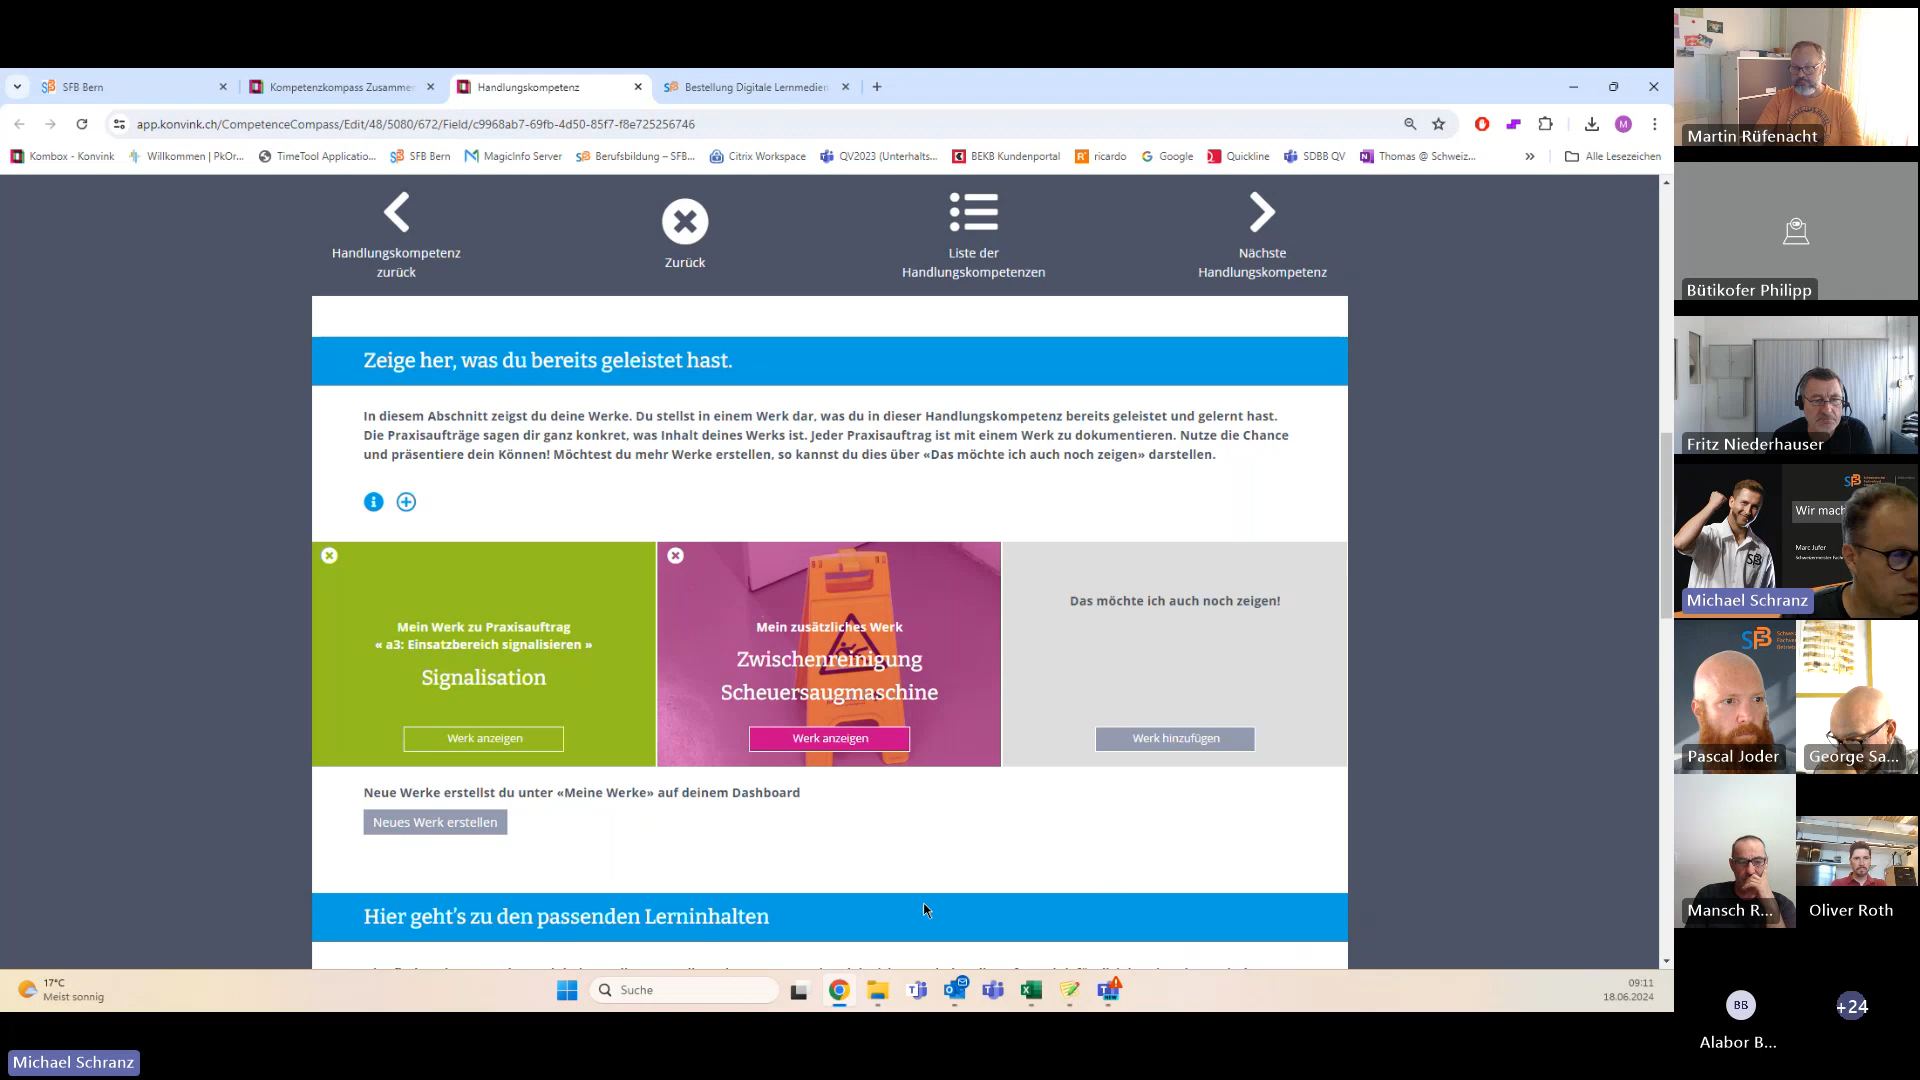 SFB Bern
Kompetenzkompass Zusammer
Handlungskompetenz
Bestellung Digitale Lernmedien
app.konvink.ch/CompetenceCompass/Edit/48/5080/672/Field/c9968ab7-69fb-4d50-85f7-f8e725256746
M
Kombox - Konvink
Willkommen | PkOr...
TimeTool Applicatio...
SFB Bern
MagicInfo Server
Berufsbildung – SFB...
Citrix Workspace
QV2023 (Unterhalts...
BEKB Kundenportal
ricardo
Google
Quickline
SDBB QV
Thomas @ Schweiz...
»
Alle Lesezeichen
Handlungskompetenz
zurück
Zurück
Liste der
Handlungskompetenzen
Nächste
Handlungskompetenz
Zeige her, was du bereits geleistet hast.
In diesem Abschnitt zeigst du deine Werke. Du stellst in einem Werk dar, was du in dieser Handlungskompetenz bereits geleistet und gelernt hast.
Die Praxisaufträge sagen dir ganz konkret, was Inhalt deines Werks ist. Jeder Praxisauftrag ist mit einem Werk zu dokumentieren. Nutze die Chance
und präsentiere dein Können! Möchtest du mehr Werke erstellen, so kannst du dies über «Das möchte ich auch noch zeigen» darstellen.
Mein Werk zu Praxisauftrag
« a3: Einsatzbereich signalisieren »
Signalisation
Werk anzeigen
Mein zusätzliches Werk
Zwischenreinigung
Scheuersaugmaschine
Werk anzeigen
Das möchte ich auch noch zeigen!
Werk hinzufügen
Neue Werke erstellst du unter «Meine Werke» auf deinem Dashboard
Neues Werk erstellen
Hier geht's zu den passenden Lerninhalten
17°C
Meist sonnig
Suche
NEW
09:11
18.06.2024
Michael Schranz
Martin Rüfenacht
Bütikofer Philipp
Fritz Niederhauser
SFB
Wir mach
Marc Jufer
Michael Schranz
SFB
Pascal Joder
George Sa...
Mansch R...
Oliver Roth
BB
Alabor B...
+24